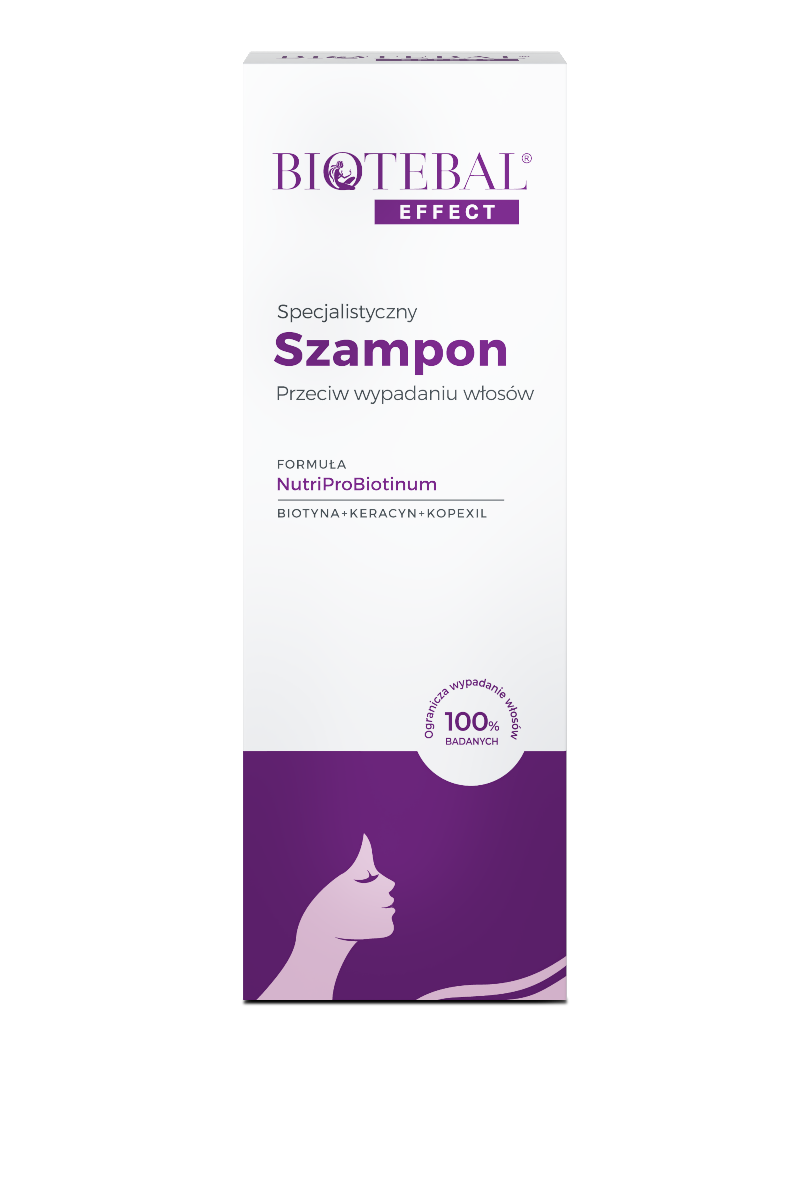 BIOTEBAL®
EFFECT
Specjalistyczny
Szampon
Przeciw wypadaniu włosów
FORMUŁA
NutriProBiotinum
BIOTYNA+KERACYN+KOPEXIL
Ogranicza wypadanie włosów
100%
BADANYCH